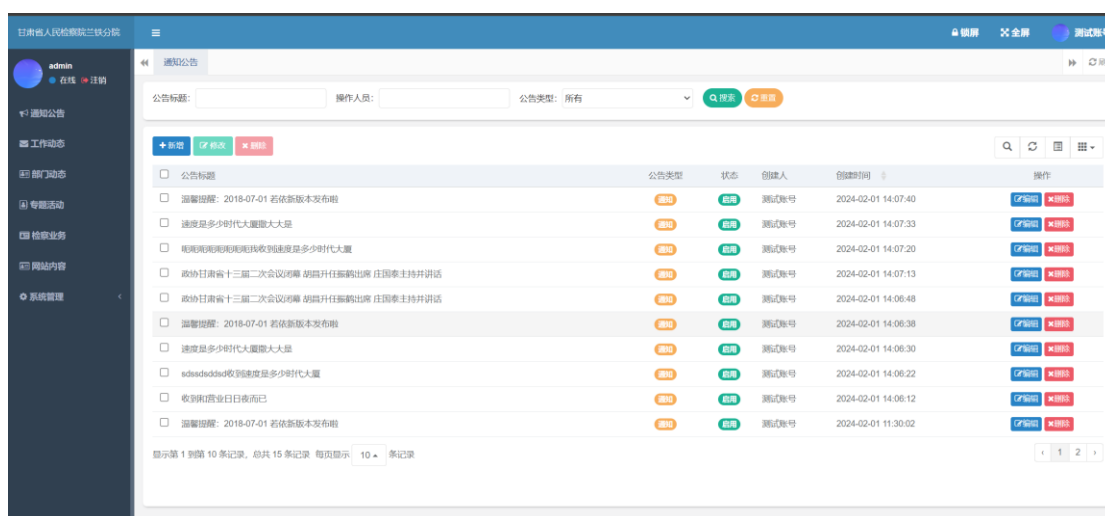 甘肃省人民检察院兰铁分院
锁屏 全屏 测试账号
admin
在线 注销
通知公告
通知公告
工作动态
部门动态
专题活动
检察业务
网站内容
系统管理
公告标题: 操作人员: 公告类型: 所有 搜索 重置
新增 修改 删除
公告标题 公告类型 状态 创建人 创建时间 操作
温馨提醒：2018-07-01 若依新版本发布啦 通知 启用 测试账号 2024-02-01 14:07:40 编辑 删除
速度是多少时代大厦撒大大是 通知 启用 测试账号 2024-02-01 14:07:33 编辑 删除
收到速度是多少时代大厦 通知 启用 测试账号 2024-02-01 14:07:20 编辑 删除
政协甘肃省十三届二次会议闭幕 胡昌升任振鹤出席 庄国泰主持并讲话 通知 启用 测试账号 2024-02-01 14:07:13 编辑 删除
政协甘肃省十三届二次会议闭幕 胡昌升任振鹤出席 庄国泰主持并讲话 通知 启用 测试账号 2024-02-01 14:06:48 编辑 删除
温馨提醒：2018-07-01 若依新版本发布啦 通知 启用 测试账号 2024-02-01 14:06:38 编辑 删除
速度是多少时代大厦撒大大是 通知 启用 测试账号 2024-02-01 14:06:30 编辑 删除
sdssdsddsd收到速度是多少时代大厦 通知 启用 测试账号 2024-02-01 14:06:22 编辑 删除
收到和营业日日夜而已 通知 启用 测试账号 2024-02-01 14:06:12 编辑 删除
温馨提醒：2018-07-01 若依新版本发布啦 通知 启用 测试账号 2024-02-01 11:30:02 编辑 删除
显示第 1 到第 10 条记录，总共 15 条记录 每页显示 10 条记录 ‹ 1 2 ›